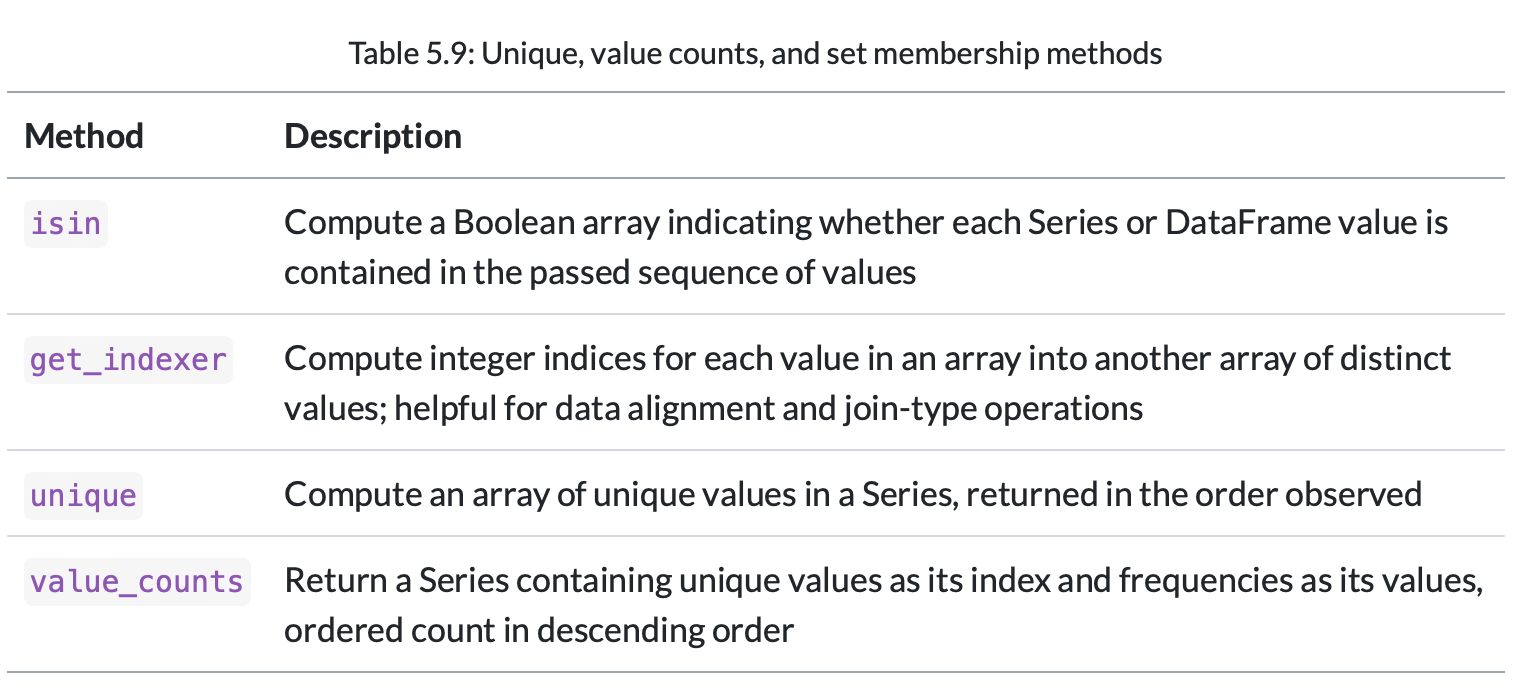 Table 5.9: Unique, value counts, and set membership methods
Method Description
isin Compute a Boolean array indicating whether each Series or DataFrame value is
contained in the passed sequence of values
get_indexer Compute integer indices for each value in an array into another array of distinct
values; helpful for data alignment and join-type operations
unique Compute an array of unique values in a Series, returned in the order observed
value_counts Return a Series containing unique values as its index and frequencies as its values,
ordered count in descending order